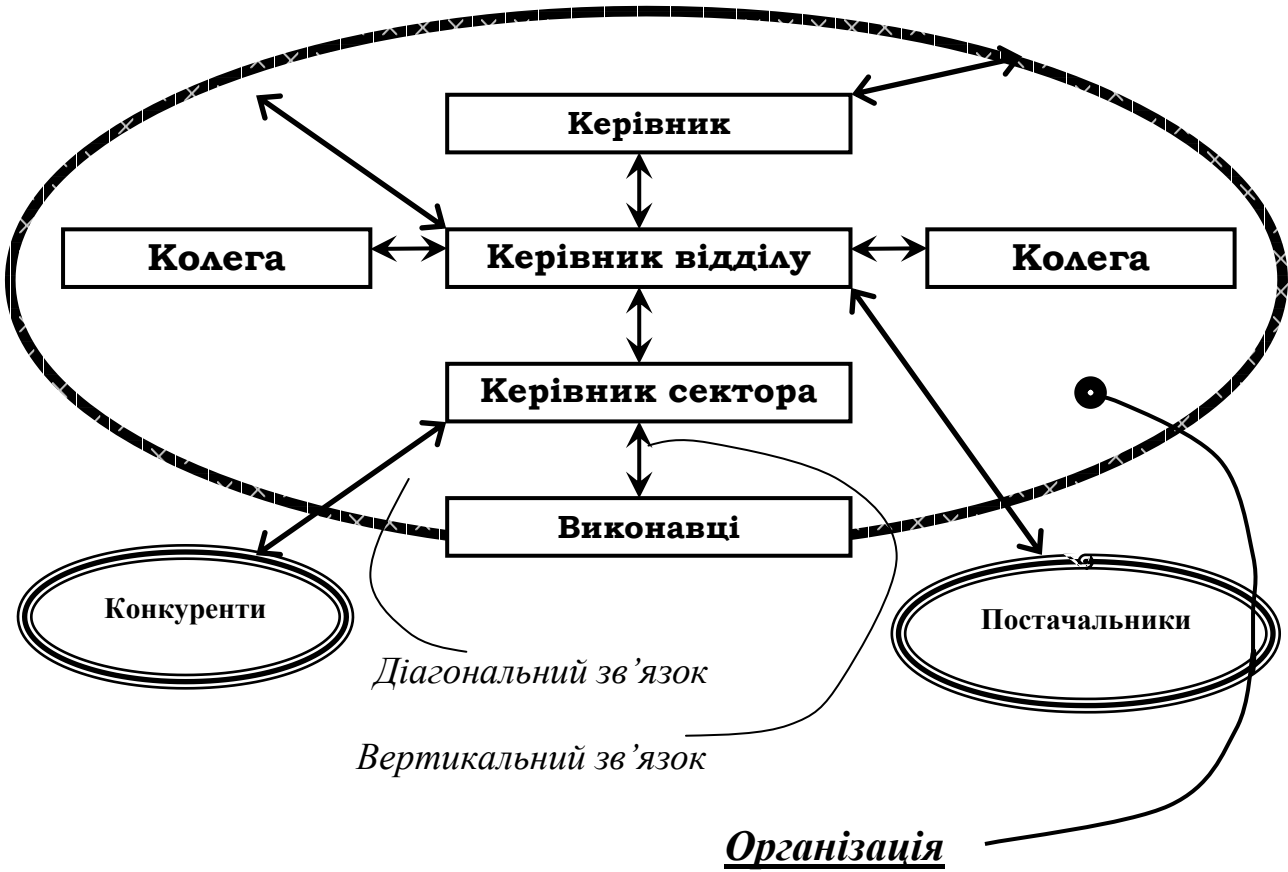 Керівник
Колега
Керівник відділу
Колега
Керівник сектора
Виконавці
Конкуренти
Постачальники
Діагональний зв’язок
Вертикальний зв’язок
Організація